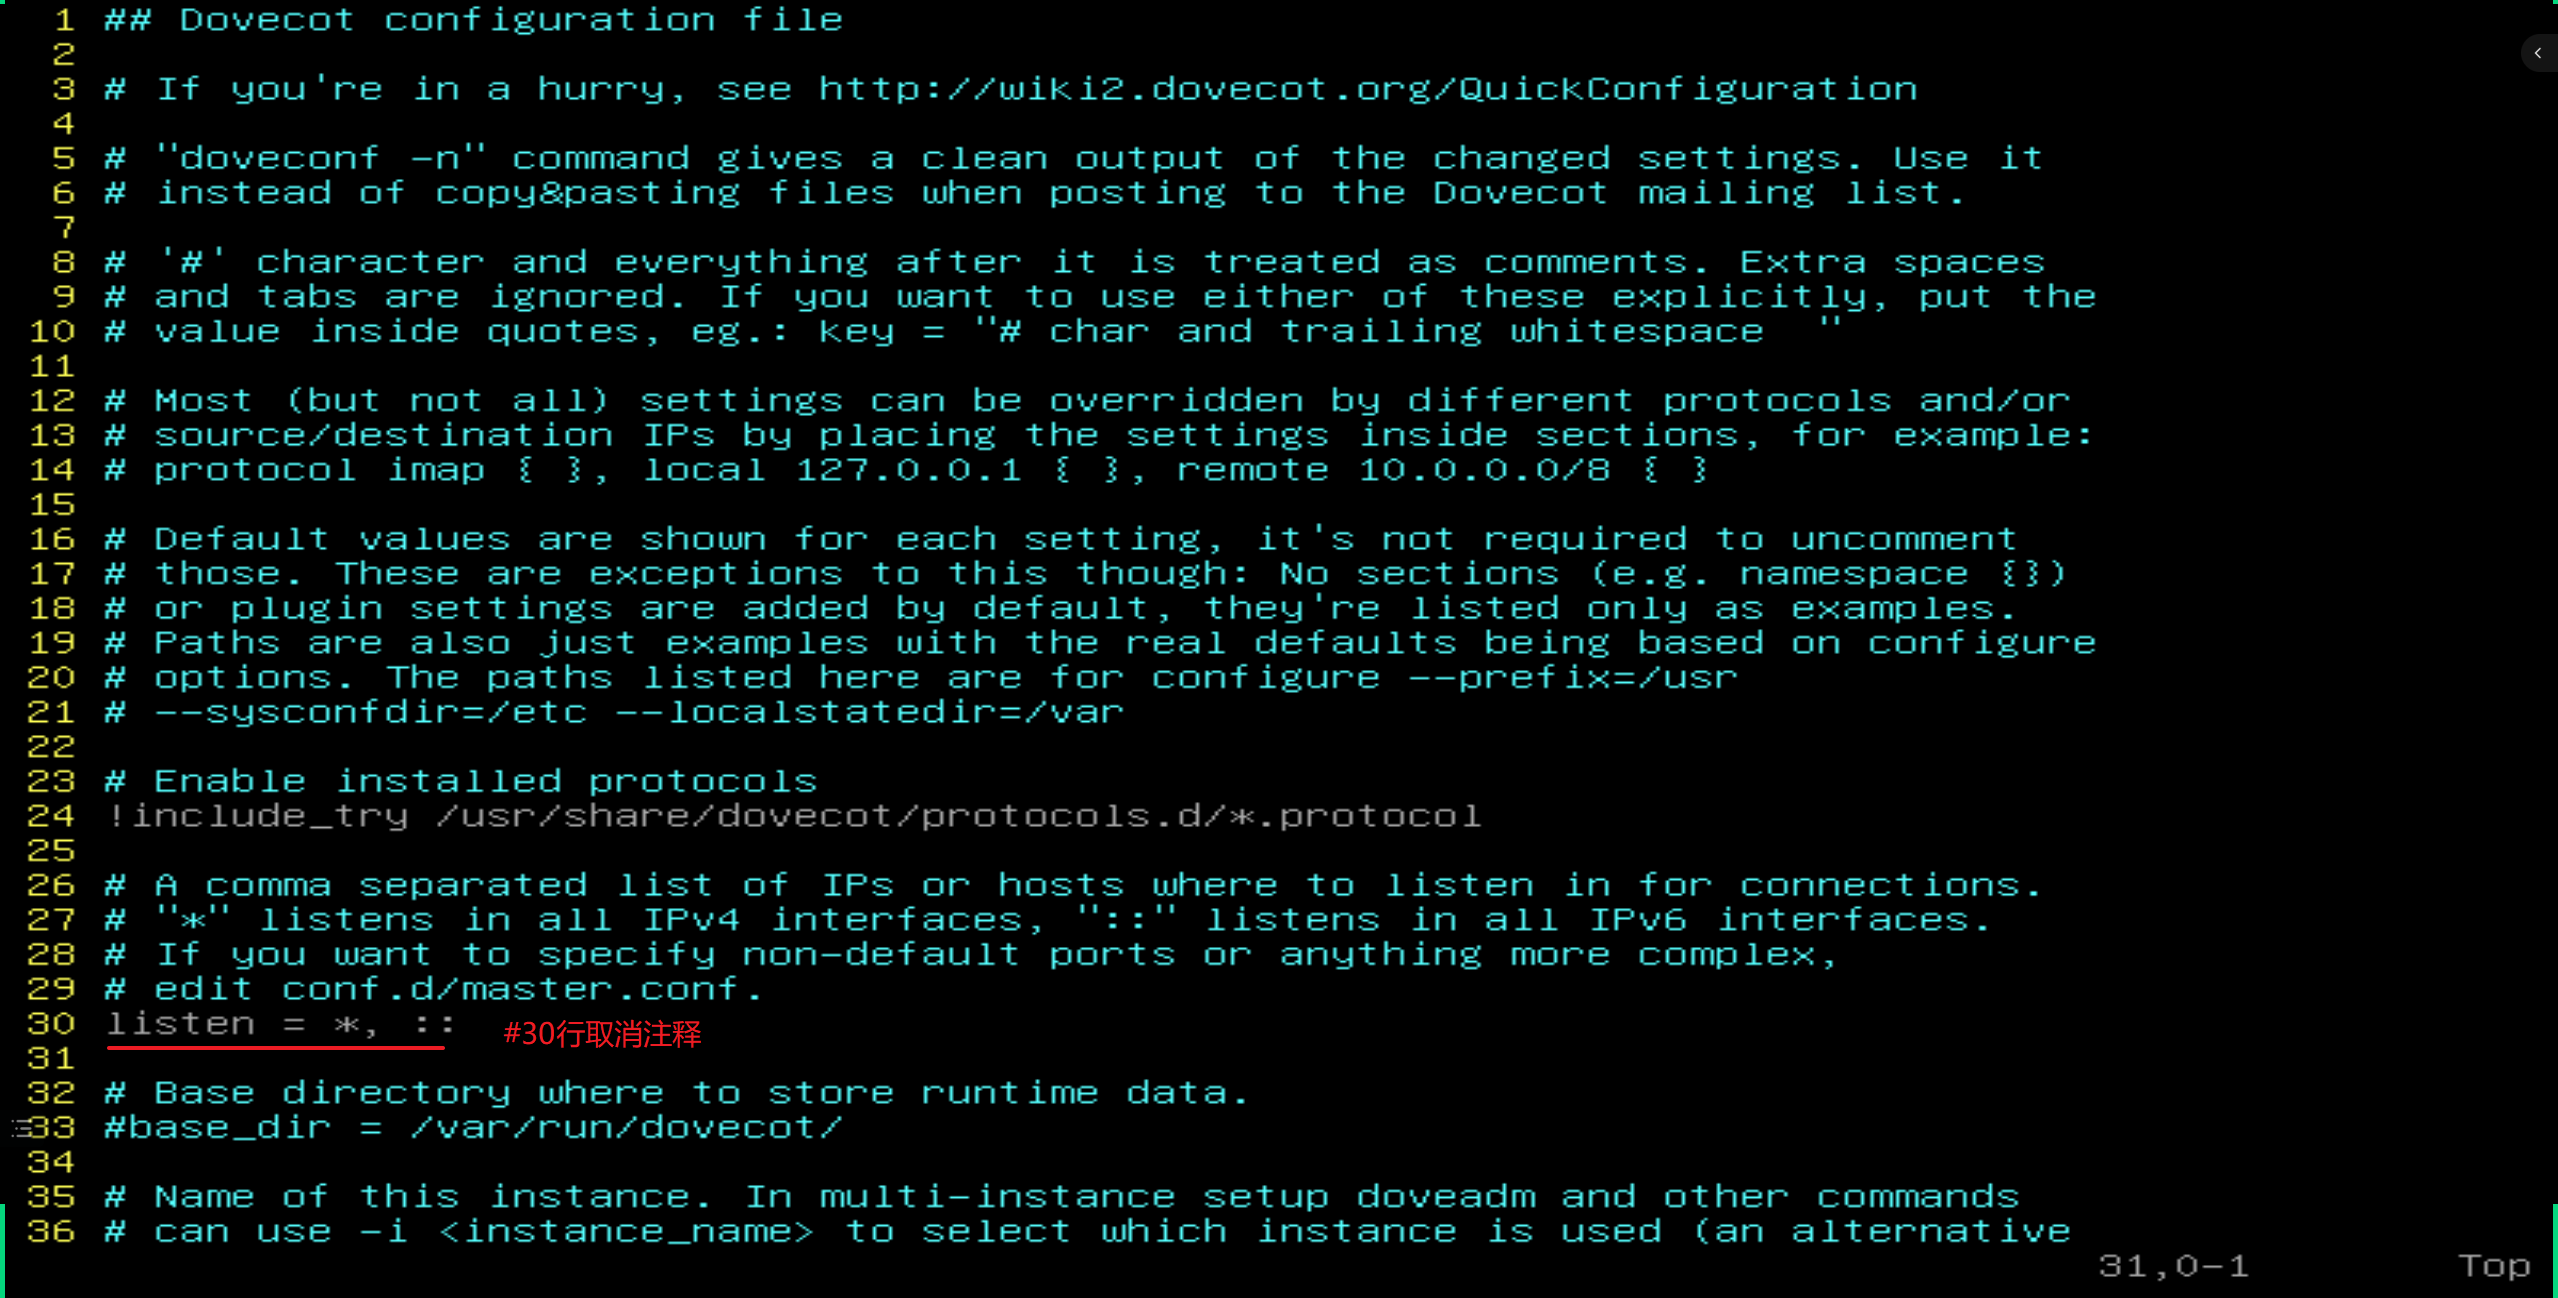 1 ## Dovecot configuration file
2
3 # If you're in a hurry, see http://wiki2.dovecot.org/QuickConfiguration
4
5 # "doveconf -n" command gives a clean output of the changed settings. Use it
6 # instead of copy&pasting files when posting to the Dovecot mailing list.
7
8 # '#' character and everything after it is treated as comments. Extra spaces
9 # and tabs are ignored. If you want to use either of these explicitly, put the
10 # value inside quotes, eg.: key = "# char and trailing whitespace  "
11
12 # Most (but not all) settings can be overridden by different protocols and/or
13 # source/destination IPs by placing the settings inside sections, for example:
14 # protocol imap { }, local 127.0.0.1 { }, remote 10.0.0.0/8 { }
15
16 # Default values are shown for each setting, it's not required to uncomment
17 # those. These are exceptions to this though: No sections (e.g. namespace {})
18 # or plugin settings are added by default, they're listed only as examples.
19 # Paths are also just examples with the real defaults being based on configure
20 # options. The paths listed here are for configure --prefix=/usr
21 # --sysconfdir=/etc --localstatedir=/var
22
23 # Enable installed protocols
24 !include_try /usr/share/dovecot/protocols.d/*.protocol
25
26 # A comma separated list of IPs or hosts where to listen in for connections.
27 # "*" listens in all IPv4 interfaces, "::" listens in all IPv6 interfaces.
28 # If you want to specify non-default ports or anything more complex,
29 # edit conf.d/master.conf.
30 listen = *, :: #30行取消注释
31
32 # Base directory where to store runtime data.
33 #base_dir = /var/run/dovecot/
34
35 # Name of this instance. In multi-instance setup doveadm and other commands
36 # can use -i <instance_name> to select which instance is used (an alternative
31,0-1 Top